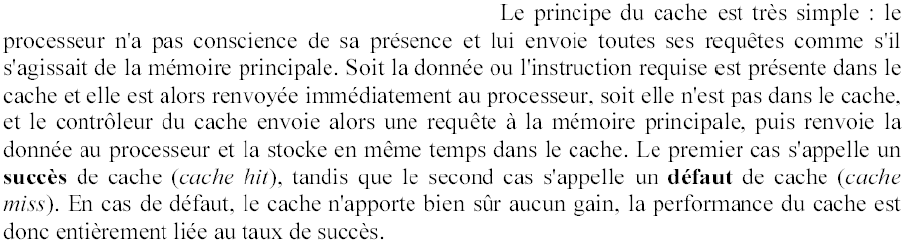 Le principe du cache est très simple : le
processeur n'a pas conscience de sa présence et lui envoie toutes ses requêtes comme s'il
s'agissait de la mémoire principale. Soit la donnée ou l'instruction requise est présente dans le
cache et elle est alors renvoyée immédiatement au processeur, soit elle n'est pas dans le cache,
et le contrôleur du cache envoie alors une requête à la mémoire principale, puis renvoie la
donnée au processeur et la stocke en même temps dans le cache. Le premier cas s'appelle un
succès de cache (cache hit), tandis que le second cas s'appelle un défaut de cache (cache
miss). En cas de défaut, le cache n'apporte bien sûr aucun gain, la performance du cache est
donc entièrement liée au taux de succès.